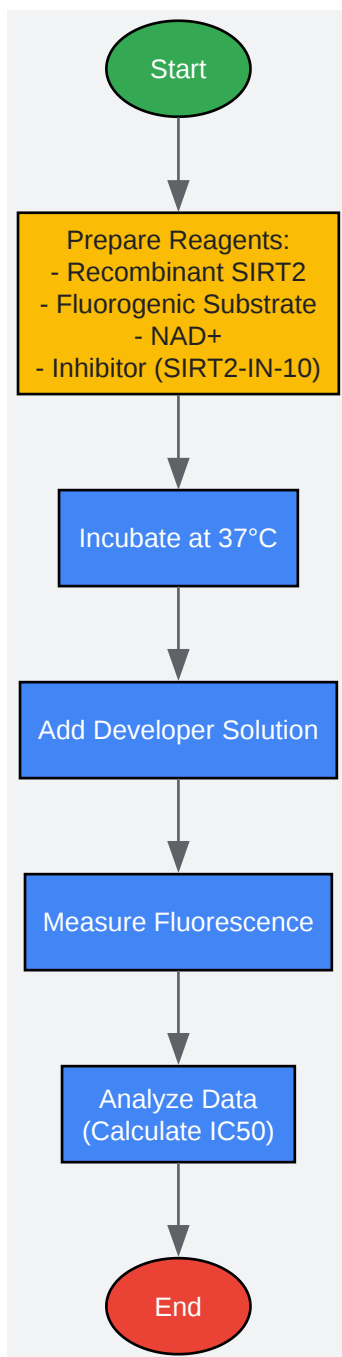 Start
Prepare Reagents:
- Recombinant SIRT2
- Fluorogenic Substrate
- NAD+
- Inhibitor (SIRT2-IN-10)
Incubate at 37°C
Add Developer Solution
Measure Fluorescence
Analyze Data
(Calculate IC50)
End